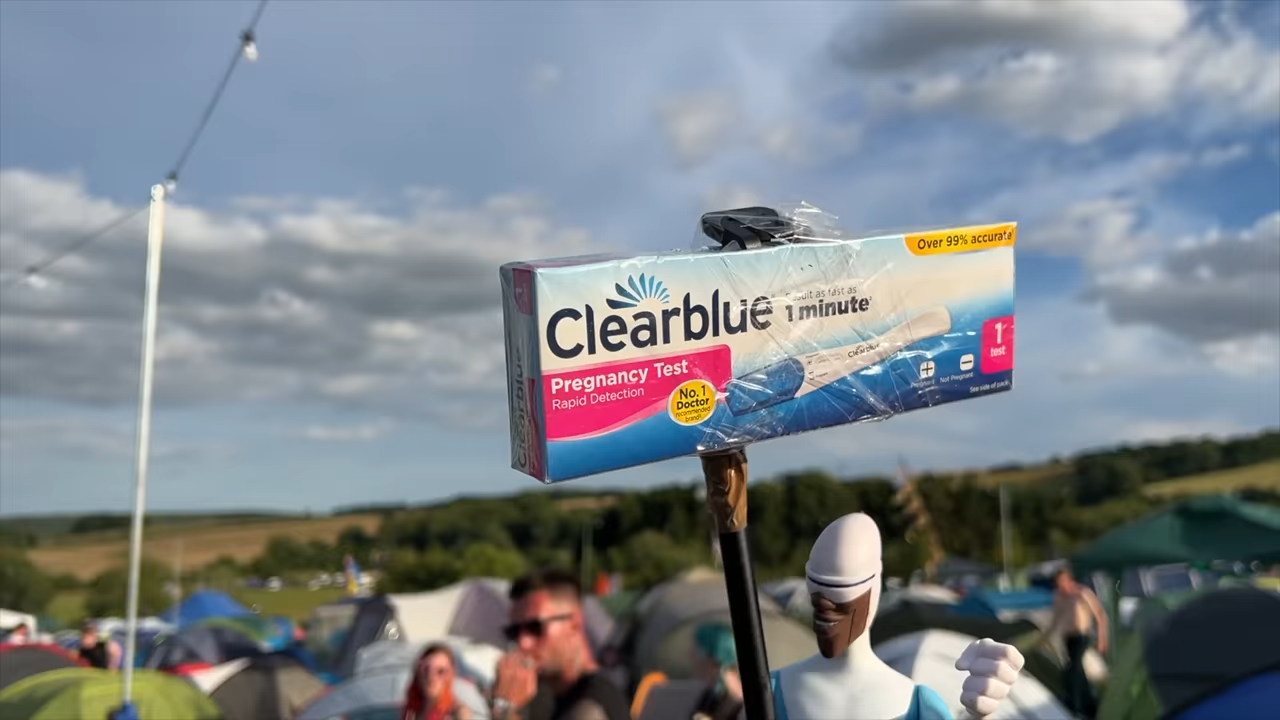 Over 99% accurate
Clearblue
Result as fast as
1 minute²
Pregnancy Test
Rapid Detection
No. 1
Doctor
recommended
brand
Clearblue
Pregnant
Not Pregnant
1
test
See side of pack
Clearblue